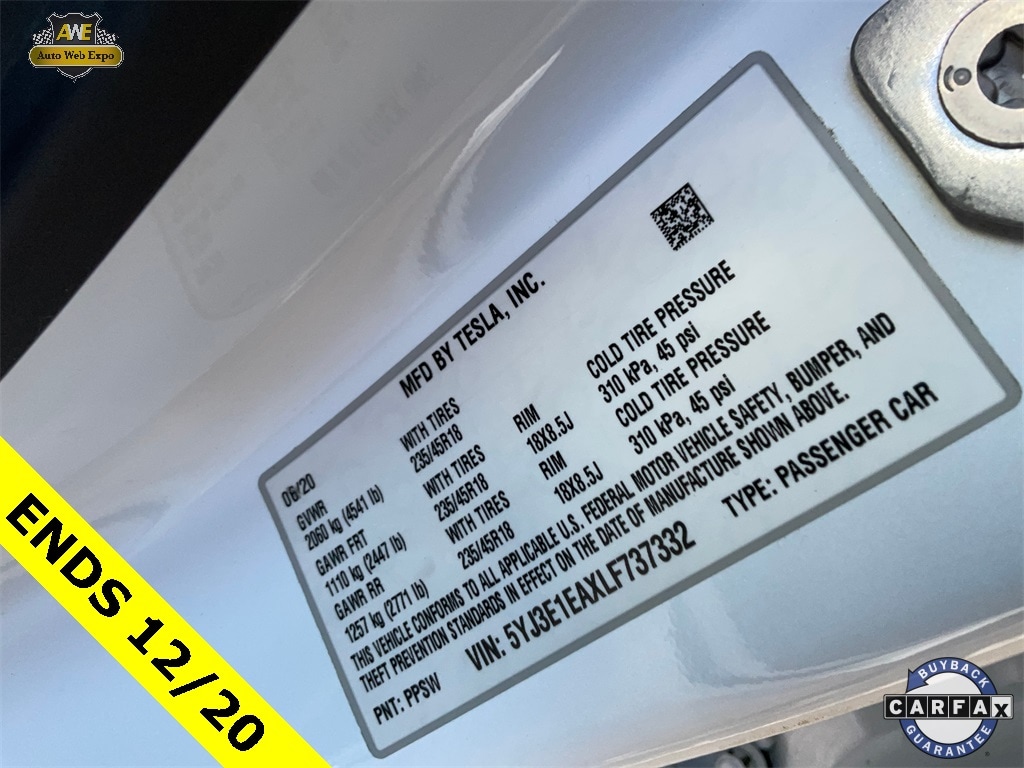 AWE
Auto Web Expo
MFD BY TESLA, INC.
06/20
GVWR
2060 kg (4541 lb)
WITH TIRES
235/45R18
RIM
18X8.5J
COLD TIRE PRESSURE
310 kPa, 45 psi
GAWR FRT
1110 kg (2447 lb)
WITH TIRES
235/45R18
RIM
18X8.5J
COLD TIRE PRESSURE
310 kPa, 45 psi
GAWR RR
1257 kg (2771 lb)
WITH TIRES
235/45R18
THIS VEHICLE CONFORMS TO ALL APPLICABLE U.S. FEDERAL MOTOR VEHICLE SAFETY, BUMPER, AND
THEFT PREVENTION STANDARDS IN EFFECT ON THE DATE OF MANUFACTURE SHOWN ABOVE.
VIN: 5YJ3E1EAXLF737332
TYPE: PASSENGER CAR
PNT: PPSW
ENDS 12/20
BUYBACK
CARFAX
GUARANTEE